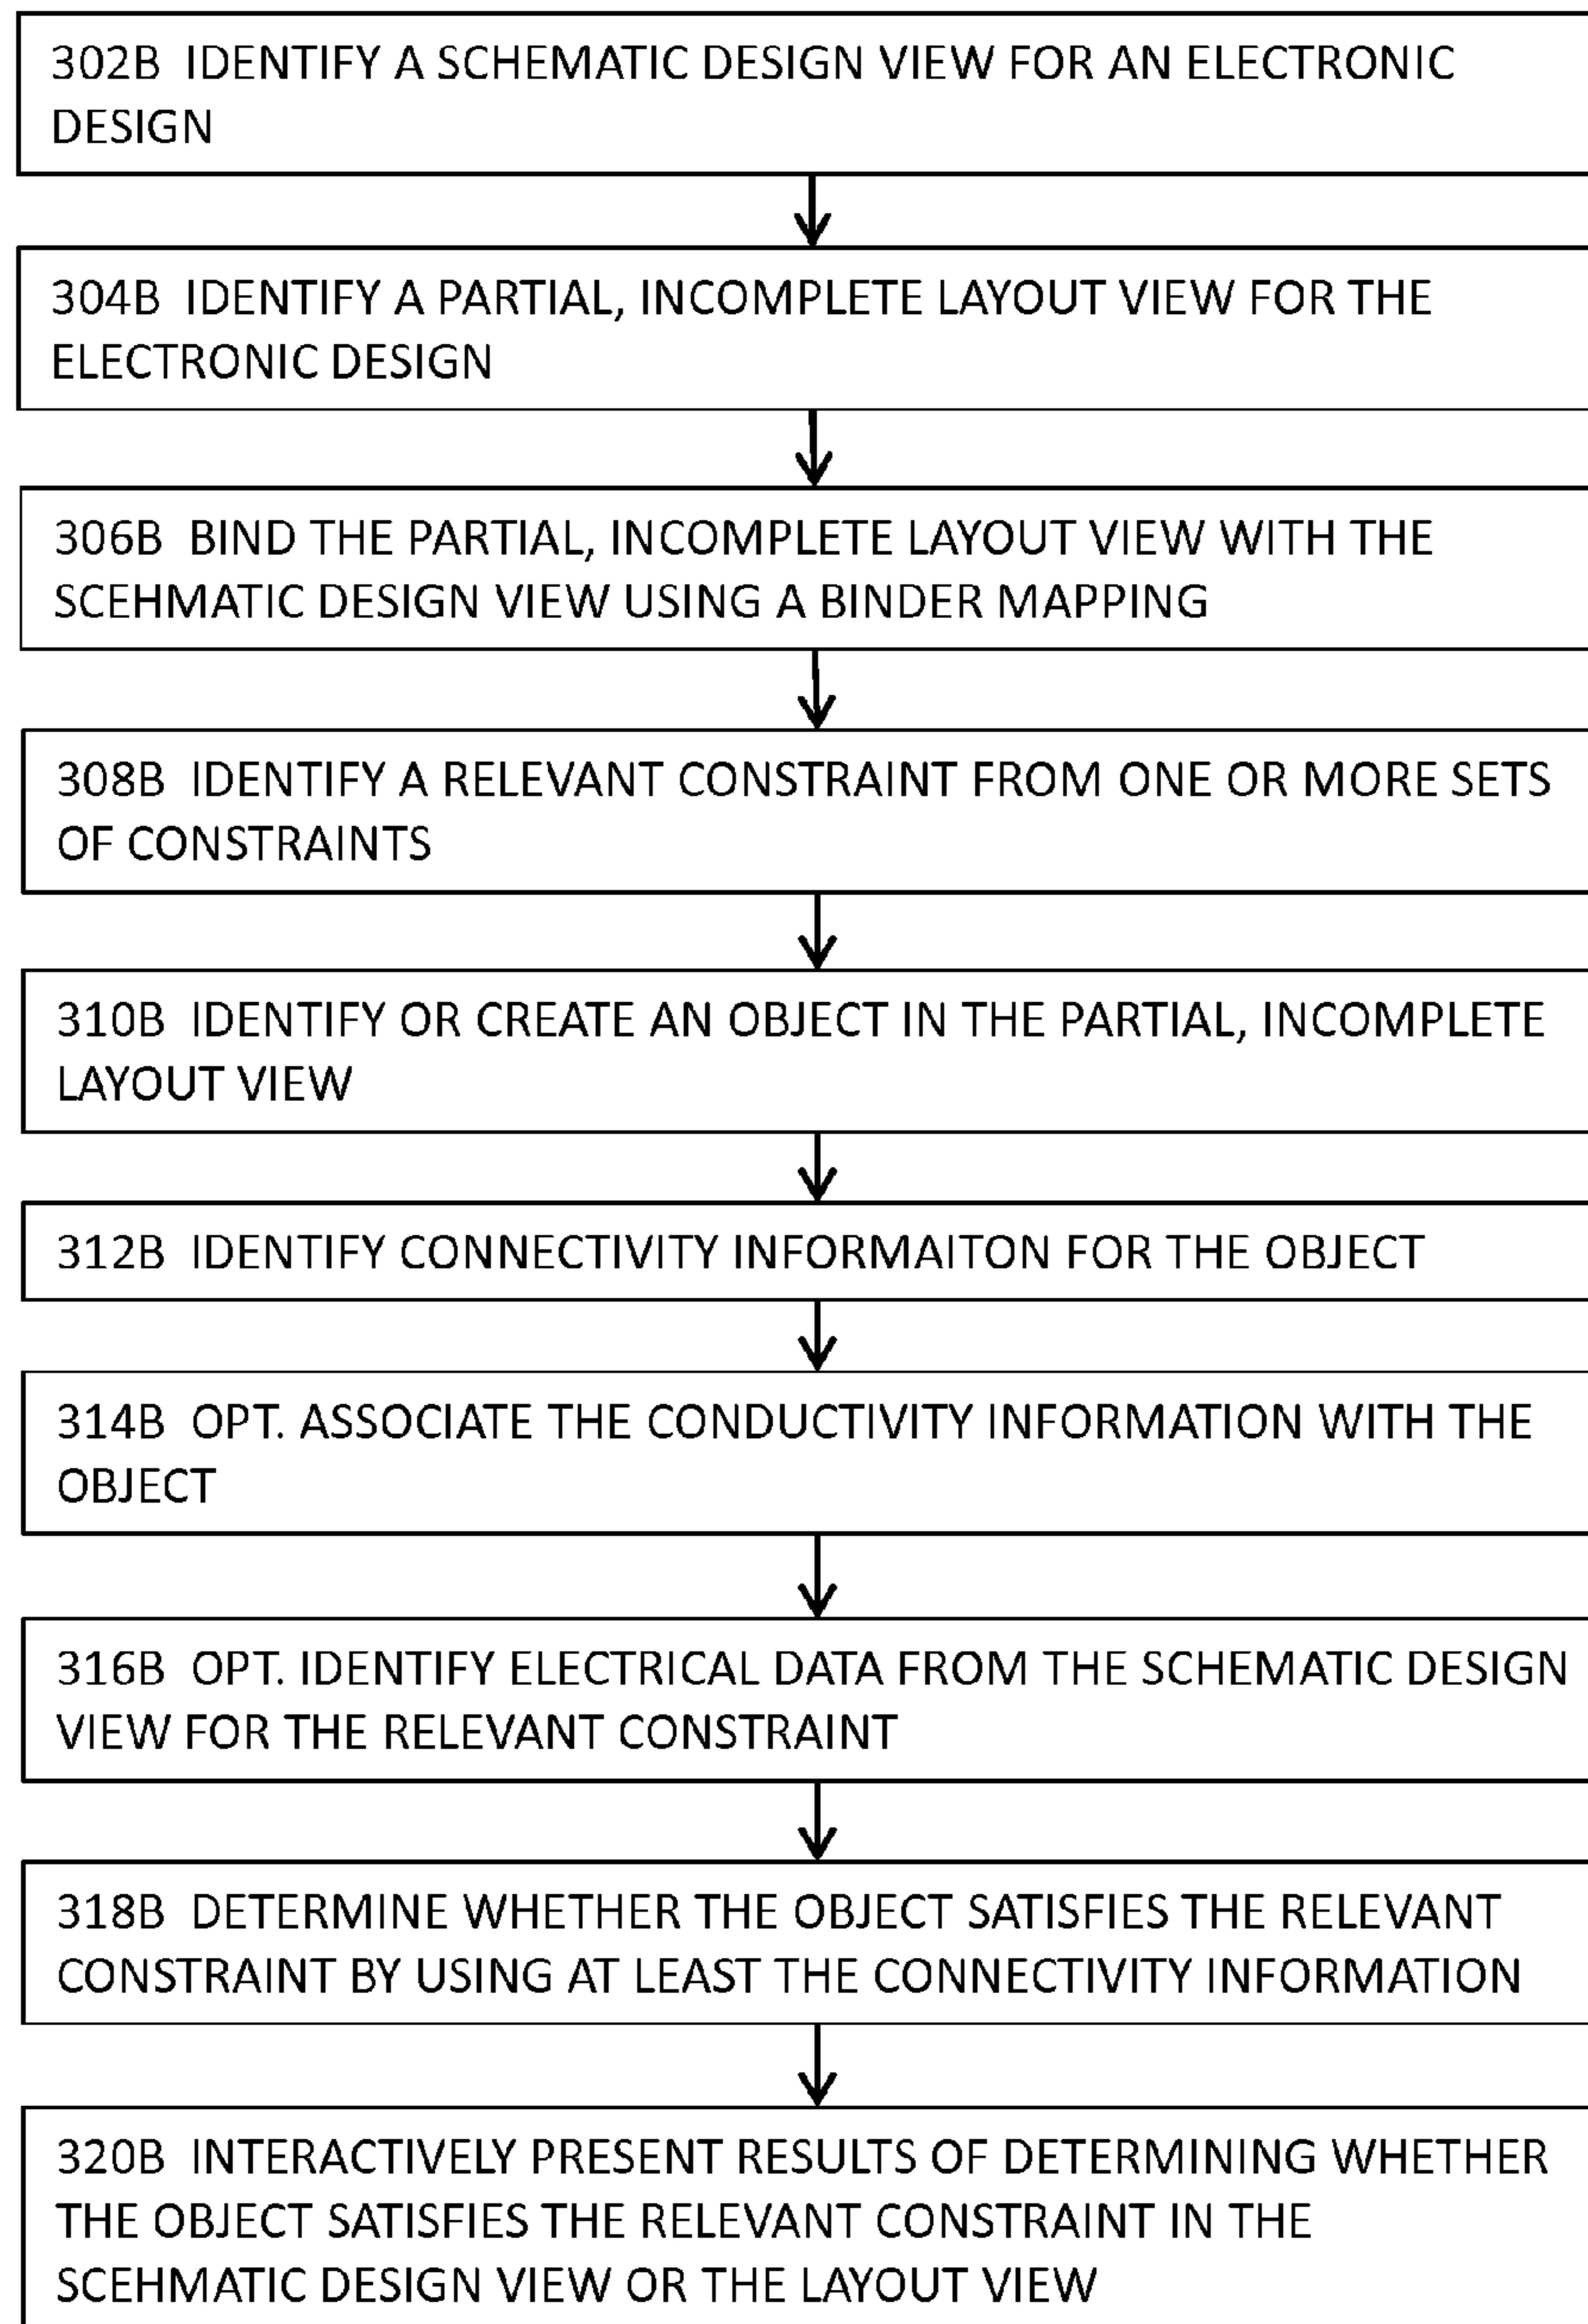 302B IDENTIFY A SCHEMATIC DESIGN VIEW FOR AN ELECTRONIC
DESIGN
304B IDENTIFY A PARTIAL, INCOMPLETE LAYOUT VIEW FOR THE
ELECTRONIC DESIGN
306B BIND THE PARTIAL, INCOMPLETE LAYOUT VIEW WITH THE
SCEHMATIC DESIGN VIEW USING A BINDER MAPPING
308B IDENTIFY A RELEVANT CONSTRAINT FROM ONE OR MORE SETS
OF CONSTRAINTS
310B IDENTIFY OR CREATE AN OBJECT IN THE PARTIAL, INCOMPLETE
LAYOUT VIEW
312B IDENTIFY CONNECTIVITY INFORMAITON FOR THE OBJECT
314B OPT. ASSOCIATE THE CONDUCTIVITY INFORMATION WITH THE
OBJECT
316B OPT. IDENTIFY ELECTRICAL DATA FROM THE SCHEMATIC DESIGN
VIEW FOR THE RELEVANT CONSTRAINT
318B DETERMINE WHETHER THE OBJECT SATISFIES THE RELEVANT
CONSTRAINT BY USING AT LEAST THE CONNECTIVITY INFORMATION
320B INTERACTIVELY PRESENT RESULTS OF DETERMINING WHETHER
THE OBJECT SATISFIES THE RELEVANT CONSTRAINT IN THE
SCEHMATIC DESIGN VIEW OR THE LAYOUT VIEW